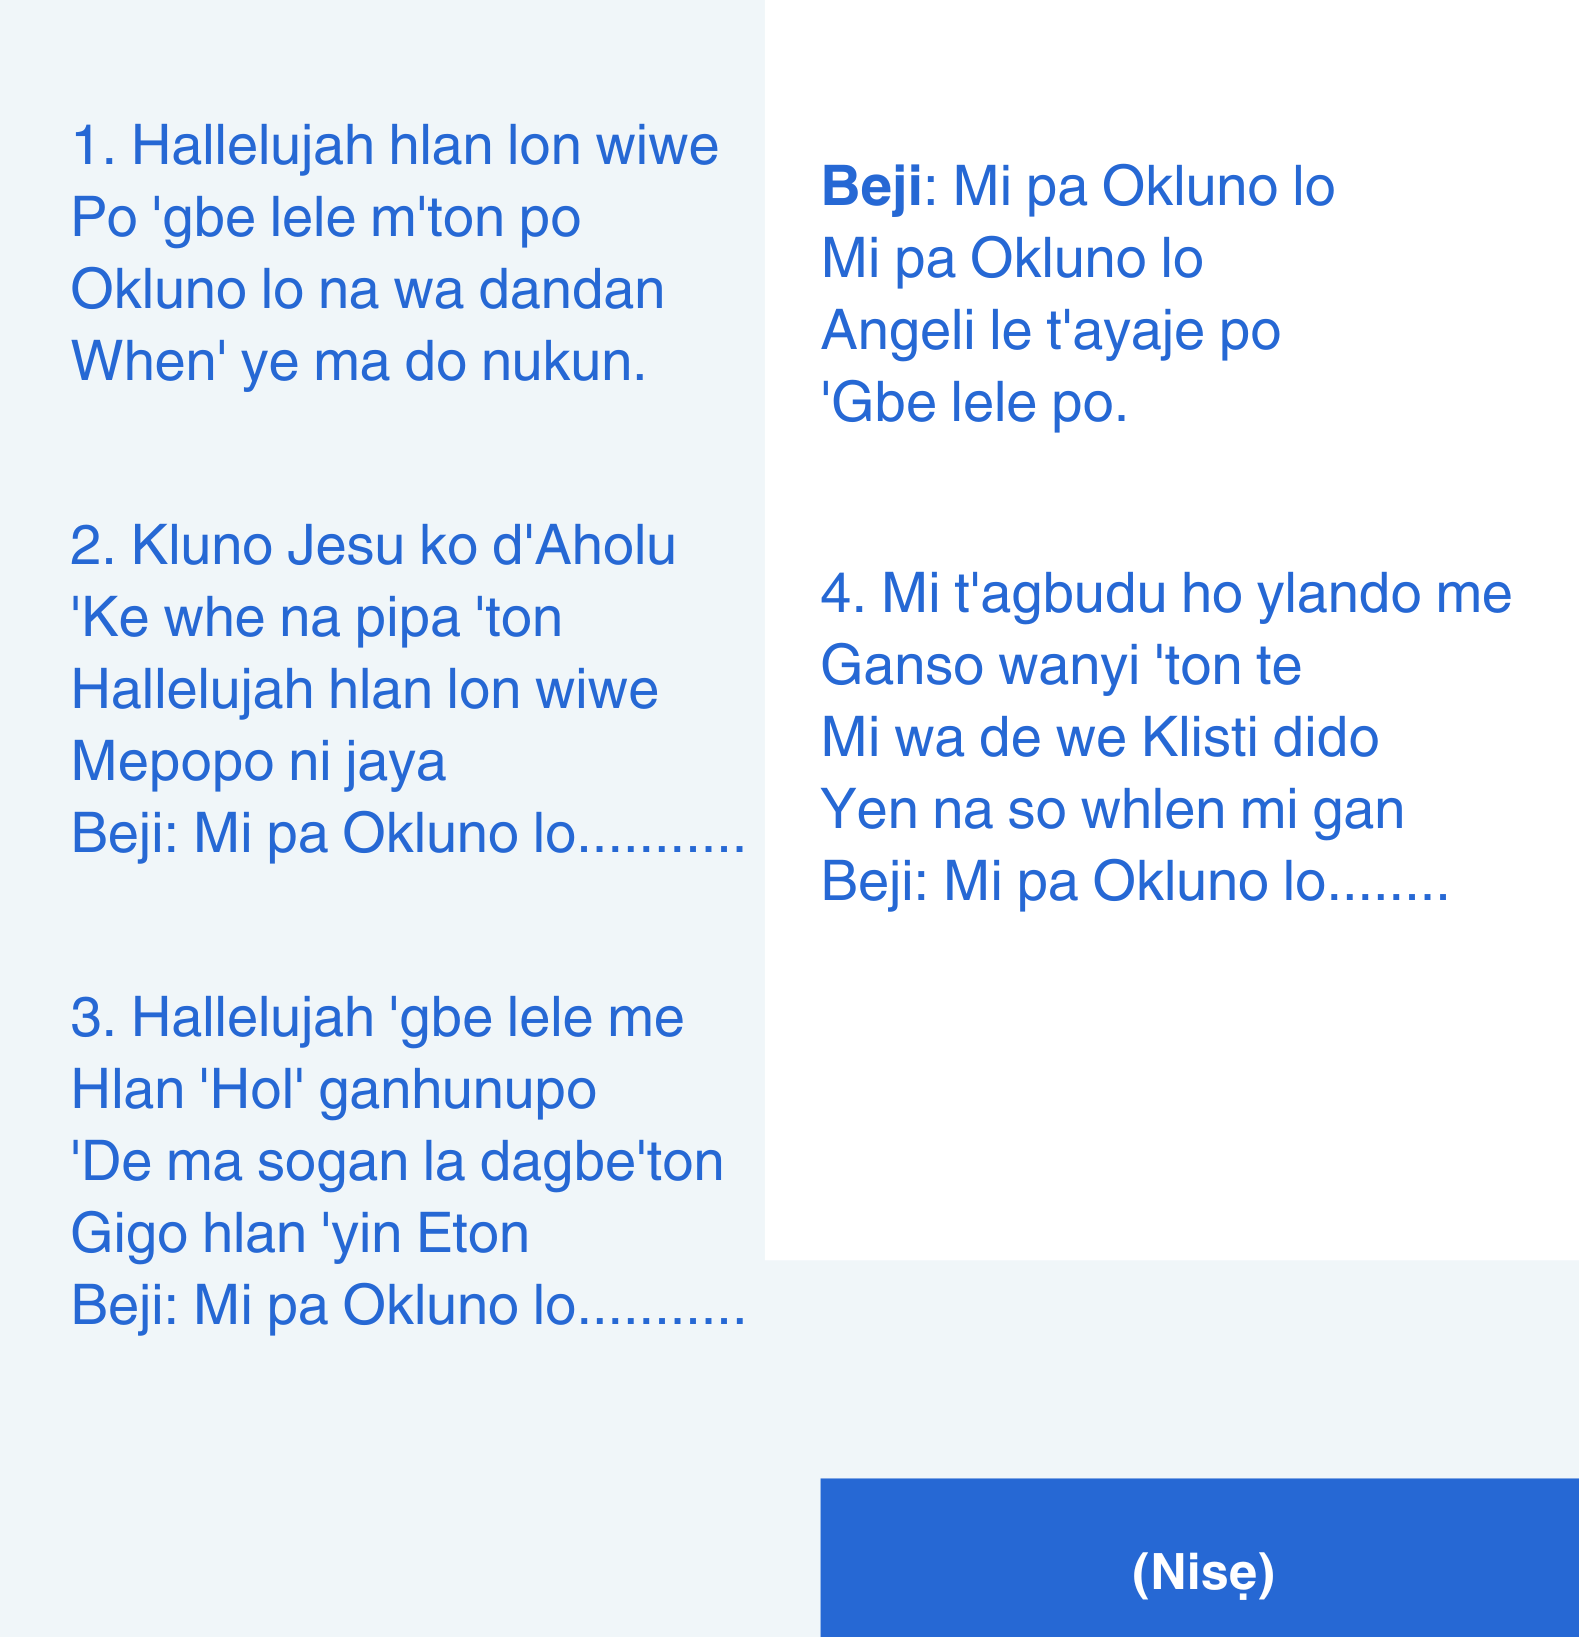 1. Hallelujah hlan lon wiwe
Po 'gbe lele m'ton po
Okluno lo na wa dandan
When' ye ma do nukun.
2. Kluno Jesu ko d'Aholu
'Ke whe na pipa 'ton
Hallelujah hlan lon wiwe
Mepopo ni jaya
Beji: Mi pa Okluno lo...........
3. Hallelujah 'gbe lele me
Hlan 'Hol' ganhunupo
'De ma sogan la dagbe'ton
Gigo hlan 'yin Eton
Beji: Mi pa Okluno lo...........
Beji: Mi pa Okluno lo
Mi pa Okluno lo
Angeli le t'ayaje po
'Gbe lele po.
4. Mi t'agbudu ho ylando me
Ganso wanyi 'ton te
Mi wa de we Klisti dido
Yen na so whlen mi gan
Beji: Mi pa Okluno lo........
(Nisẹ)